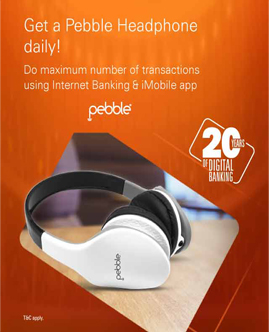 Get a Pebble Headphone
daily!
Do maximum number of transactions
using Internet Banking & iMobile app
pebble
20 YEARS
OF DIGITAL
BANKING
pebble
T&C apply.